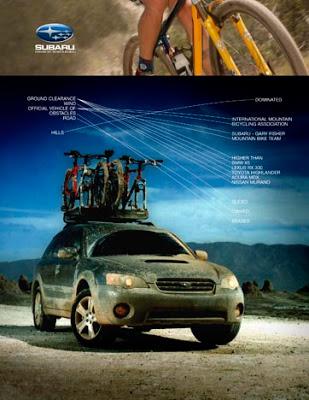 SUBARU
GROUND CLEARANCE
WIND
OFFICIAL VEHICLE OF
OBSTACLES
ROAD
HILLS
DOMINATED
INTERNATIONAL MOUNTAIN
BICYCLING ASSOCIATION
SUBARU - GARY FISHER
MOUNTAIN BIKE TEAM
HIGHER THAN
BMW X5
LEXUS RX 330
TOYOTA HIGHLANDER
ACURA MDX
NISSAN MURANO